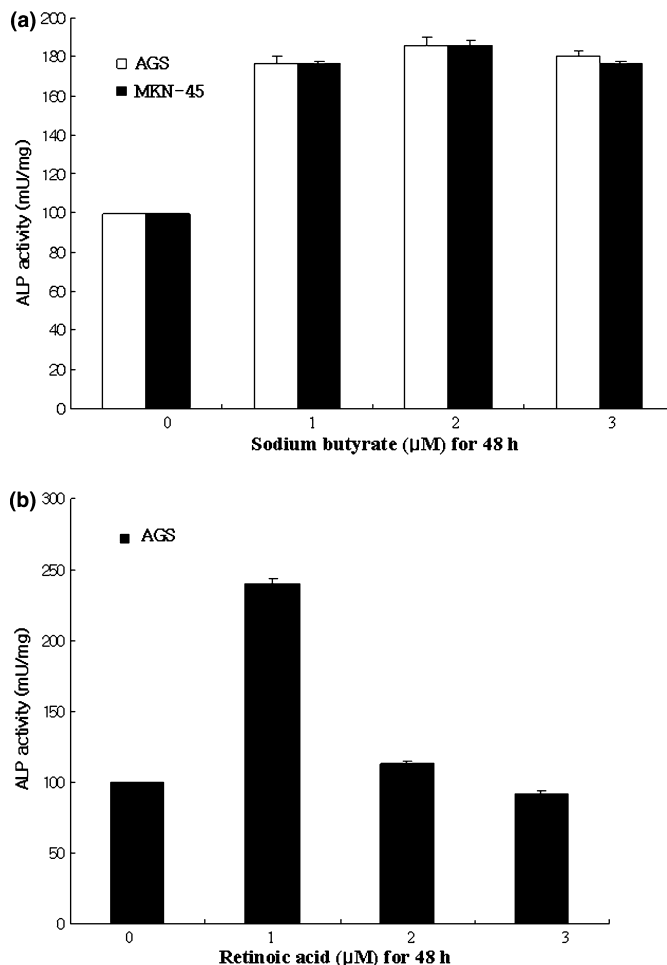 (a)
200
180
160
140
120
100
80
60
40
20
0
ALP activity (mU/mg)
AGS
MKN-45
0 1 2 3
Sodium butyrate (μM) for 48 h
(b)
300
250
200
150
100
50
0
ALP activity (mU/mg)
AGS
0 1 2 3
Retinoic acid (μM) for 48 h